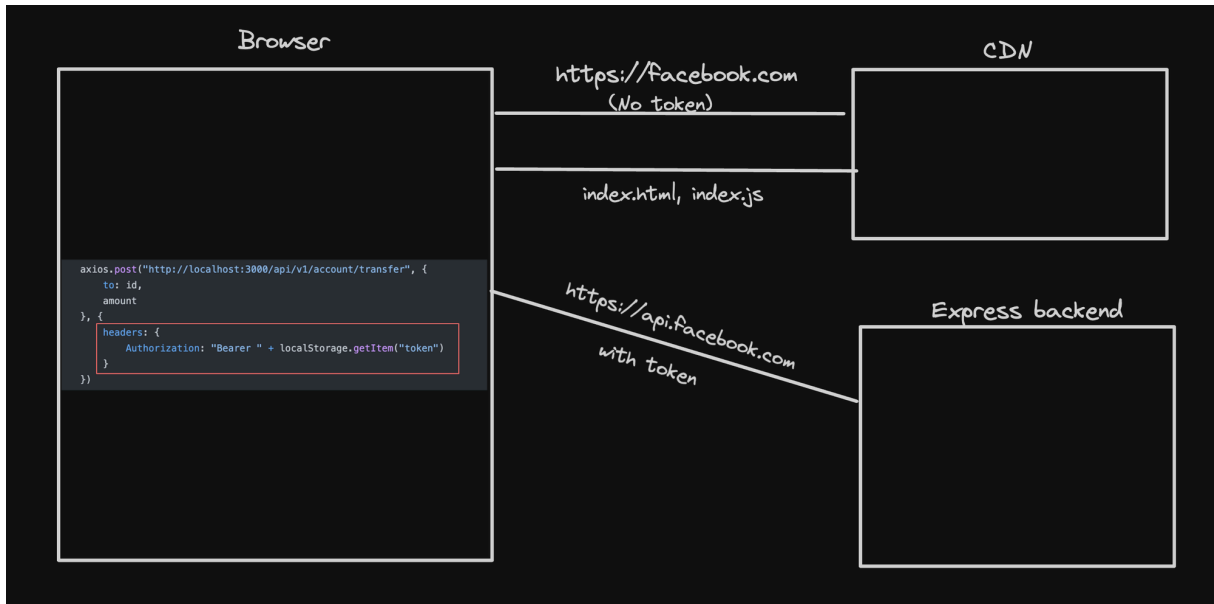 Browser
CDN
https://facebook.com
(No token)
index.html, index.js
axios.post("http://localhost:3000/api/v1/account/transfer", {
to: id,
amount
}, {
headers: {
Authorization: "Bearer " + localStorage.getItem("token")
}
})
https://api.facebook.com
with token
Express backend